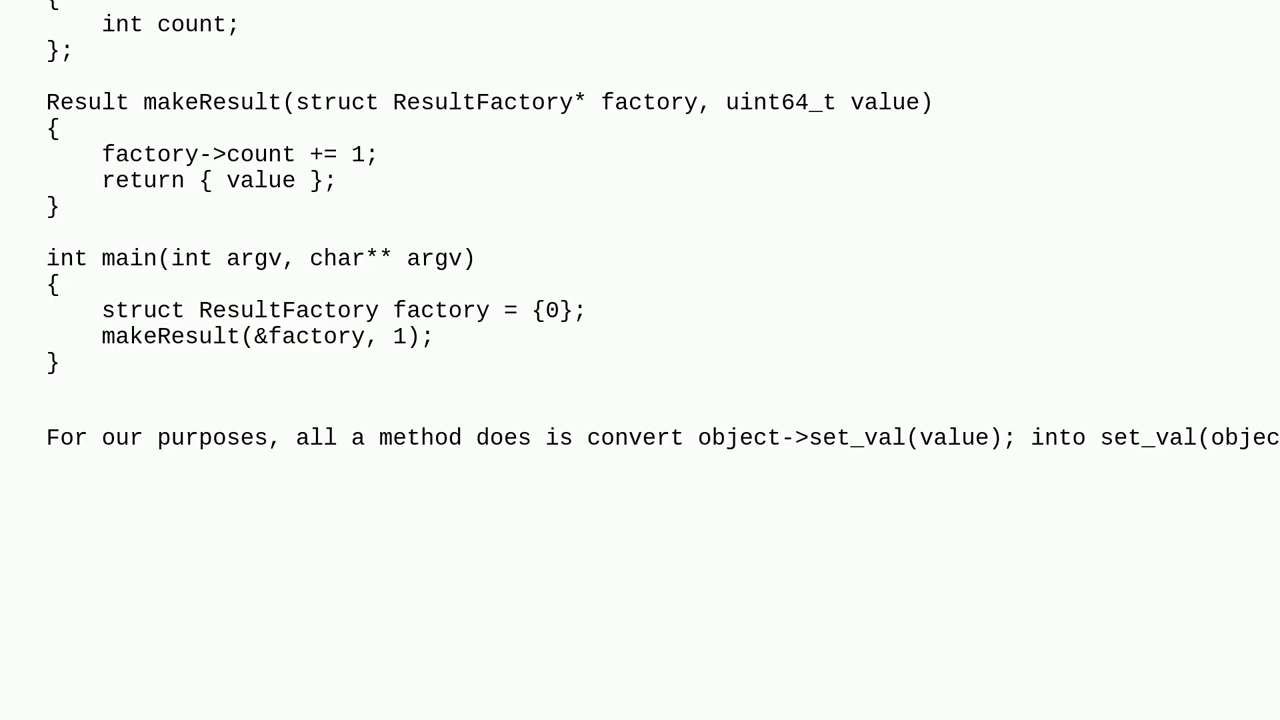 {
    int count;
};
Result makeResult(struct ResultFactory* factory, uint64_t value)
{
    factory->count += 1;
    return { value };
}
int main(int argv, char** argv)
{
    struct ResultFactory factory = {0};
    makeResult(&factory, 1);
}
For our purposes, all a method does is convert object->set_val(value); into set_val(objec